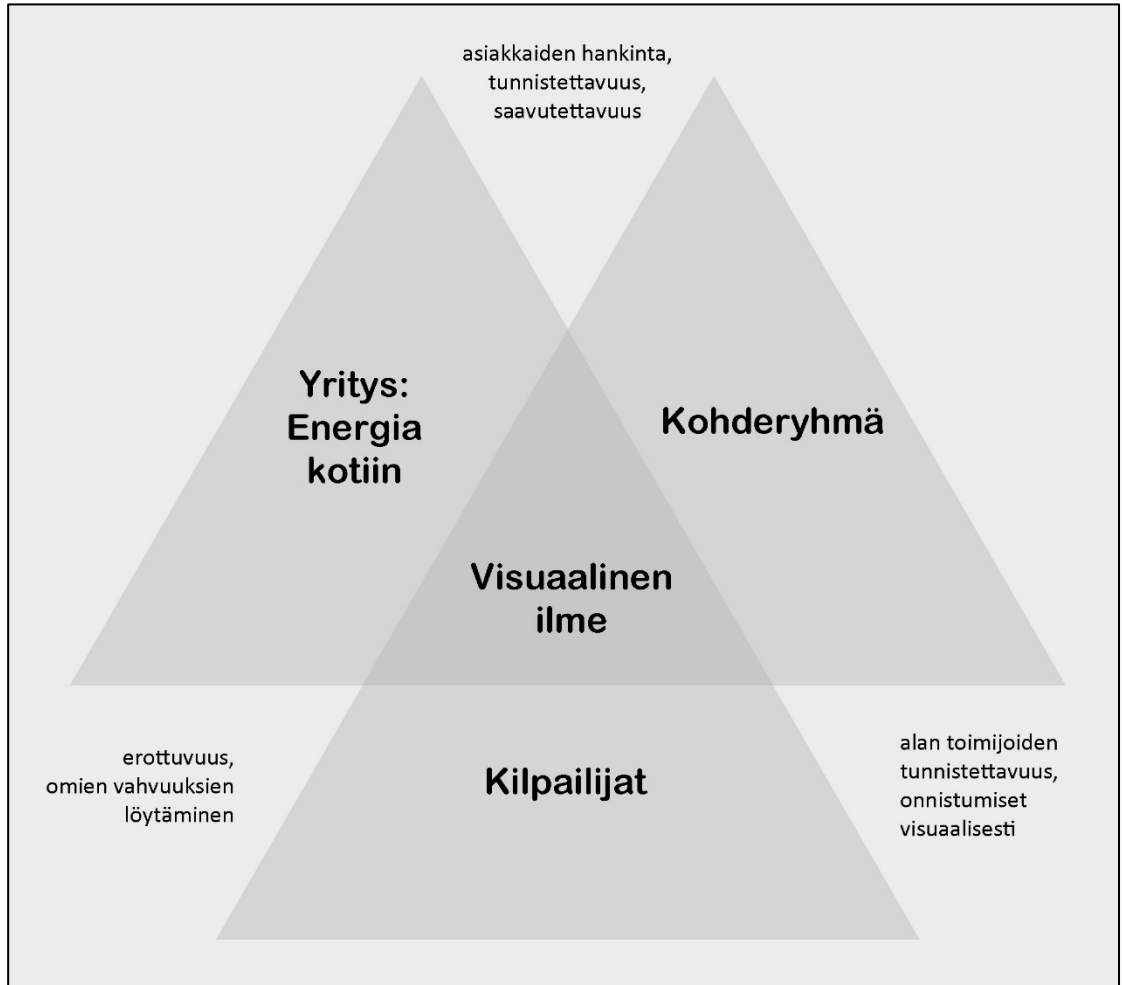 asiakkaiden hankinta,
tunnistettavuus,
saavutettavuus
Yritys:
Energia
kotiin
Kohderyhmä
Visuaalinen
ilme
erottuvuus,
omien vahvuuksien
löytäminen
Kilpailijat
alan toimijoiden
tunnistettavuus,
onnistumiset
visuaalisesti